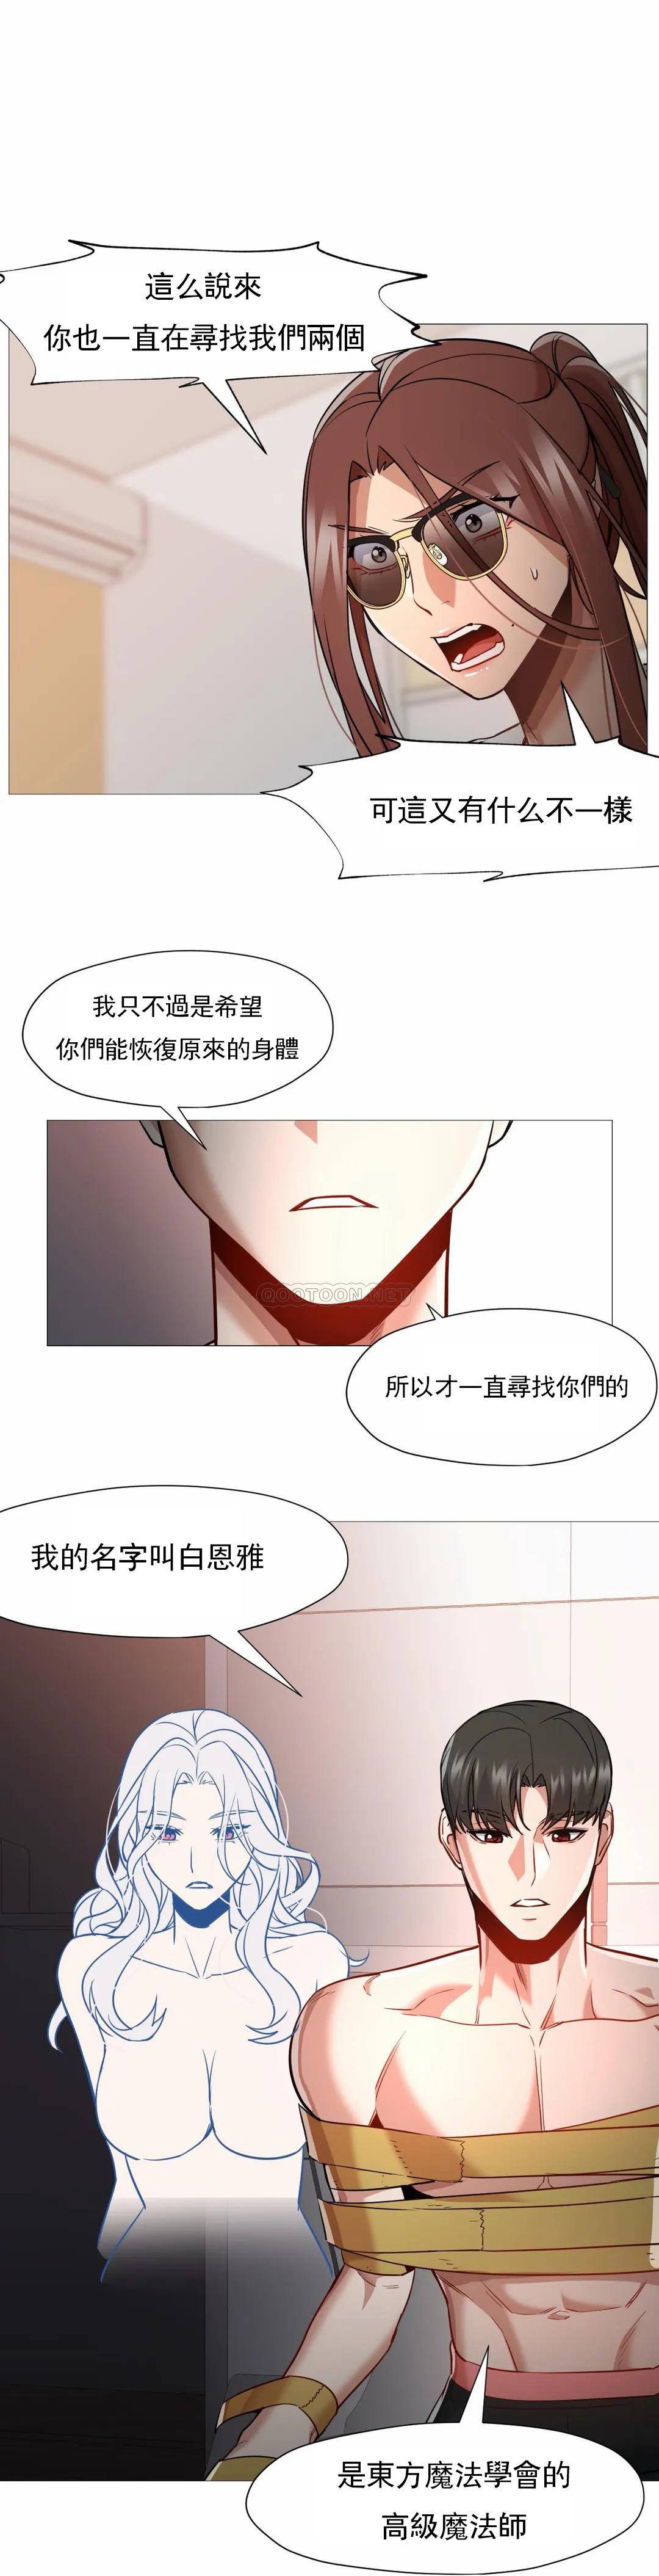 這么說來
你也一直在尋找我們兩個
可這又有什么不一樣
我只不過是希望
你們能恢復原來的身體
QOOTOON.NET
所以才一直尋找你們的
我的名字叫白恩雅
是東方魔法學會的
高級魔法師